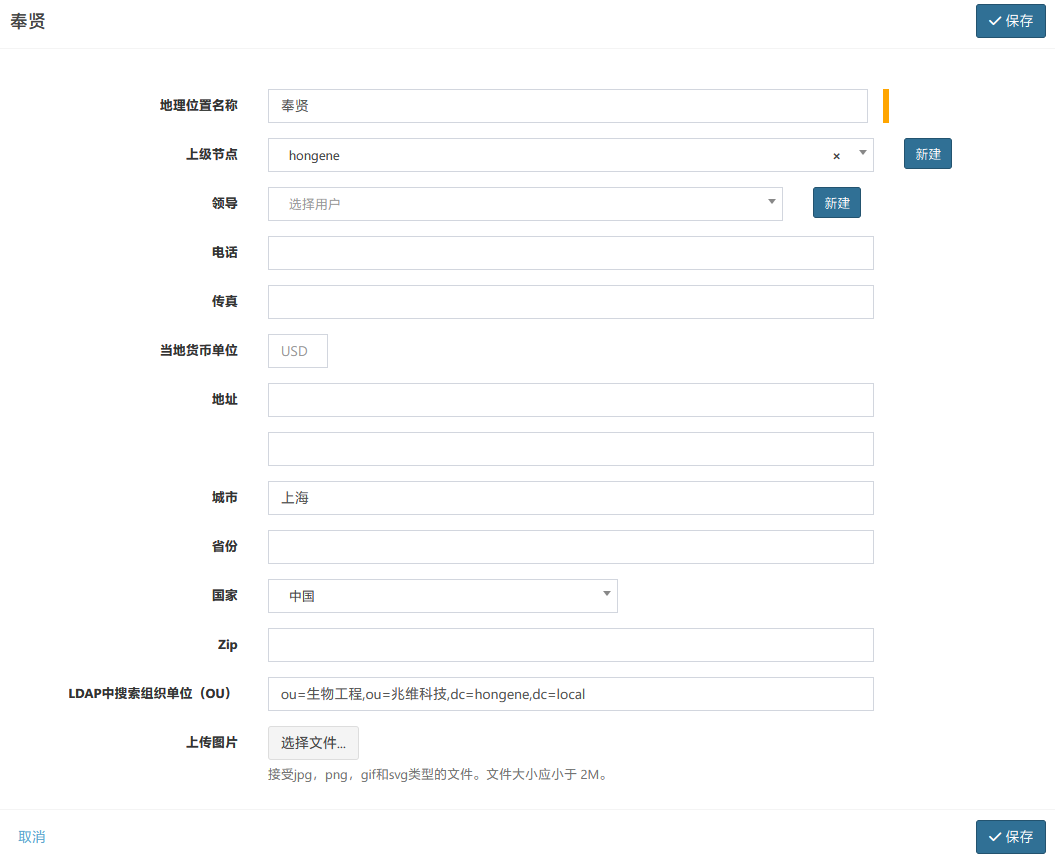 奉贤
保存
地理位置名称 奉贤
上级节点 hongene × 新建
领导 选择用户 新建
电话
传真
当地货币单位 USD
地址
城市 上海
省份
国家 中国
Zip
LDAP中搜索组织单位（OU） ou=生物工程,ou=兆维科技,dc=hongene,dc=local
上传图片 选择文件...
接受jpg，png，gif和svg类型的文件。文件大小应小于 2M。
取消 保存